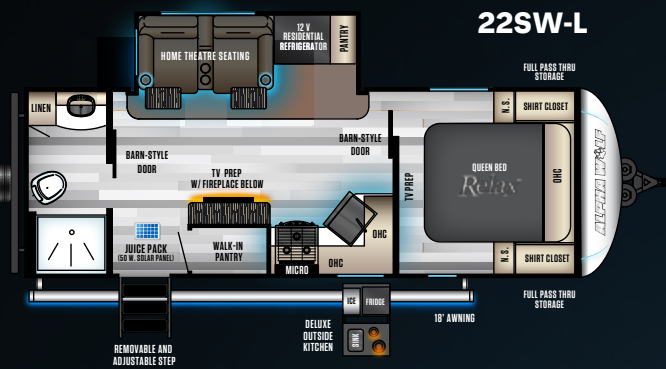 22SW-L
12 V
RESIDENTIAL
REFRIGERATOR
PANTRY
HOME THEATRE SEATING
FULL PASS THRU
STORAGE
LINEN
N.S.
SHIRT CLOSET
BARN-STYLE
DOOR
BARN-STYLE
DOOR
TV PREP
W/ FIREPLACE BELOW
TV PREP
QUEEN BED
Relax
OHC
ALPHA WOLF
JUICE PACK
(50 W. SOLAR PANEL)
WALK-IN
PANTRY
MICRO
OHC
OHC
N.S.
SHIRT CLOSET
ICE
FRIDGE
SINK
18' AWNING
FULL PASS THRU
STORAGE
DELUXE
OUTSIDE
KITCHEN
REMOVABLE AND
ADJUSTABLE STEP